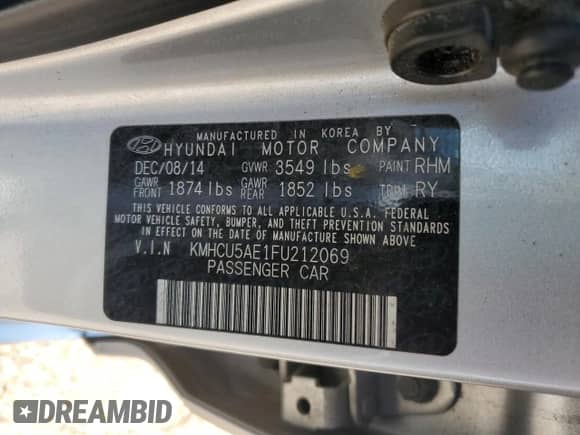 MANUFACTURED IN KOREA BY
HYUNDAI MOTOR COMPANY
DEC/08/14 GVWR 3549 lbs PAINT RHM
GAWR FRONT 1874 lbs GAWR REAR 1852 lbs TRIM RY
THIS VEHICLE CONFORMS TO ALL APPLICABLE U.S.A. FEDERAL
MOTOR VEHICLE SAFETY, BUMPER, AND THEFT PREVENTION STANDARDS
IN EFFECT ON THE DATE OF MANUFACTURE SHOWN ABOVE.
V.I.N KMHCU5AE1FU212069
PASSENGER CAR
DREAMBID